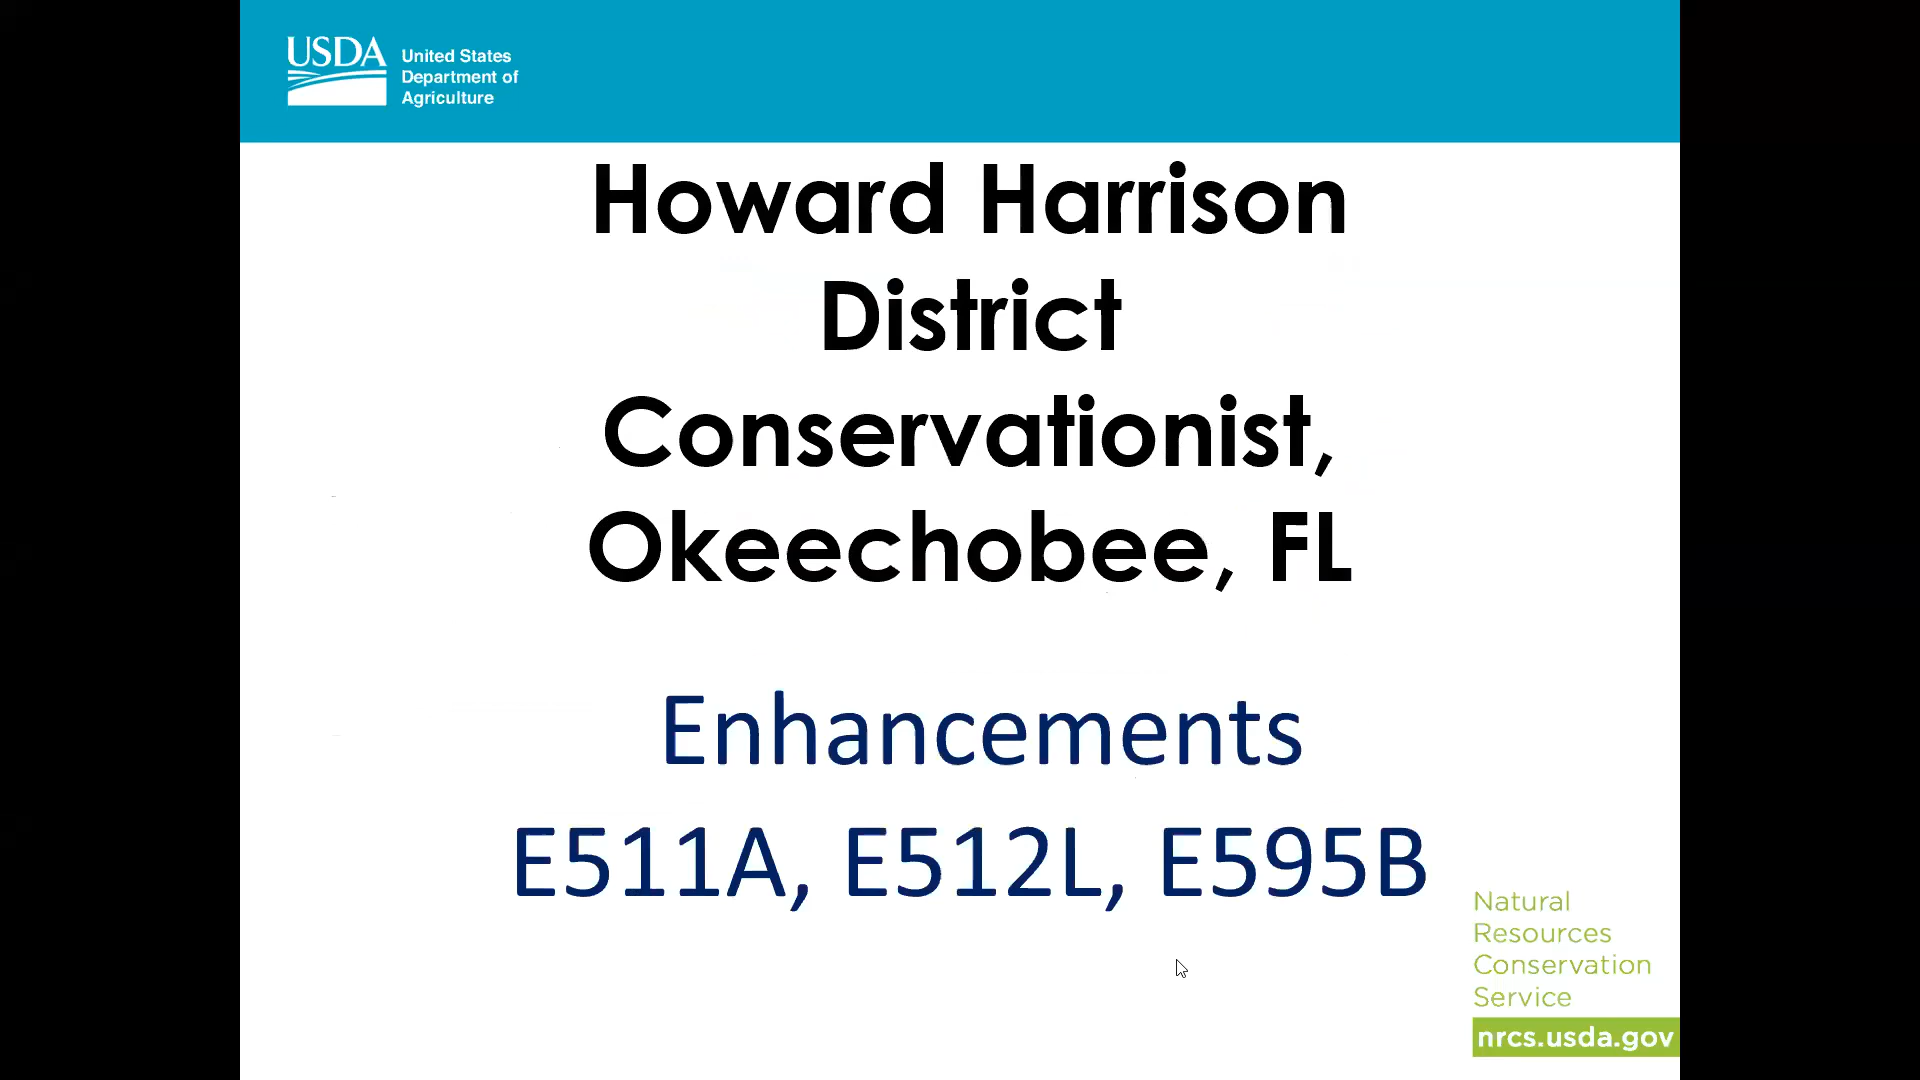 USDA
United States
Department of
Agriculture
Howard Harrison
District
Conservationist,
Okeechobee, FL
Enhancements
E511A, E512L, E595B
Natural
Resources
Conservation
Service
nrcs.usda.gov